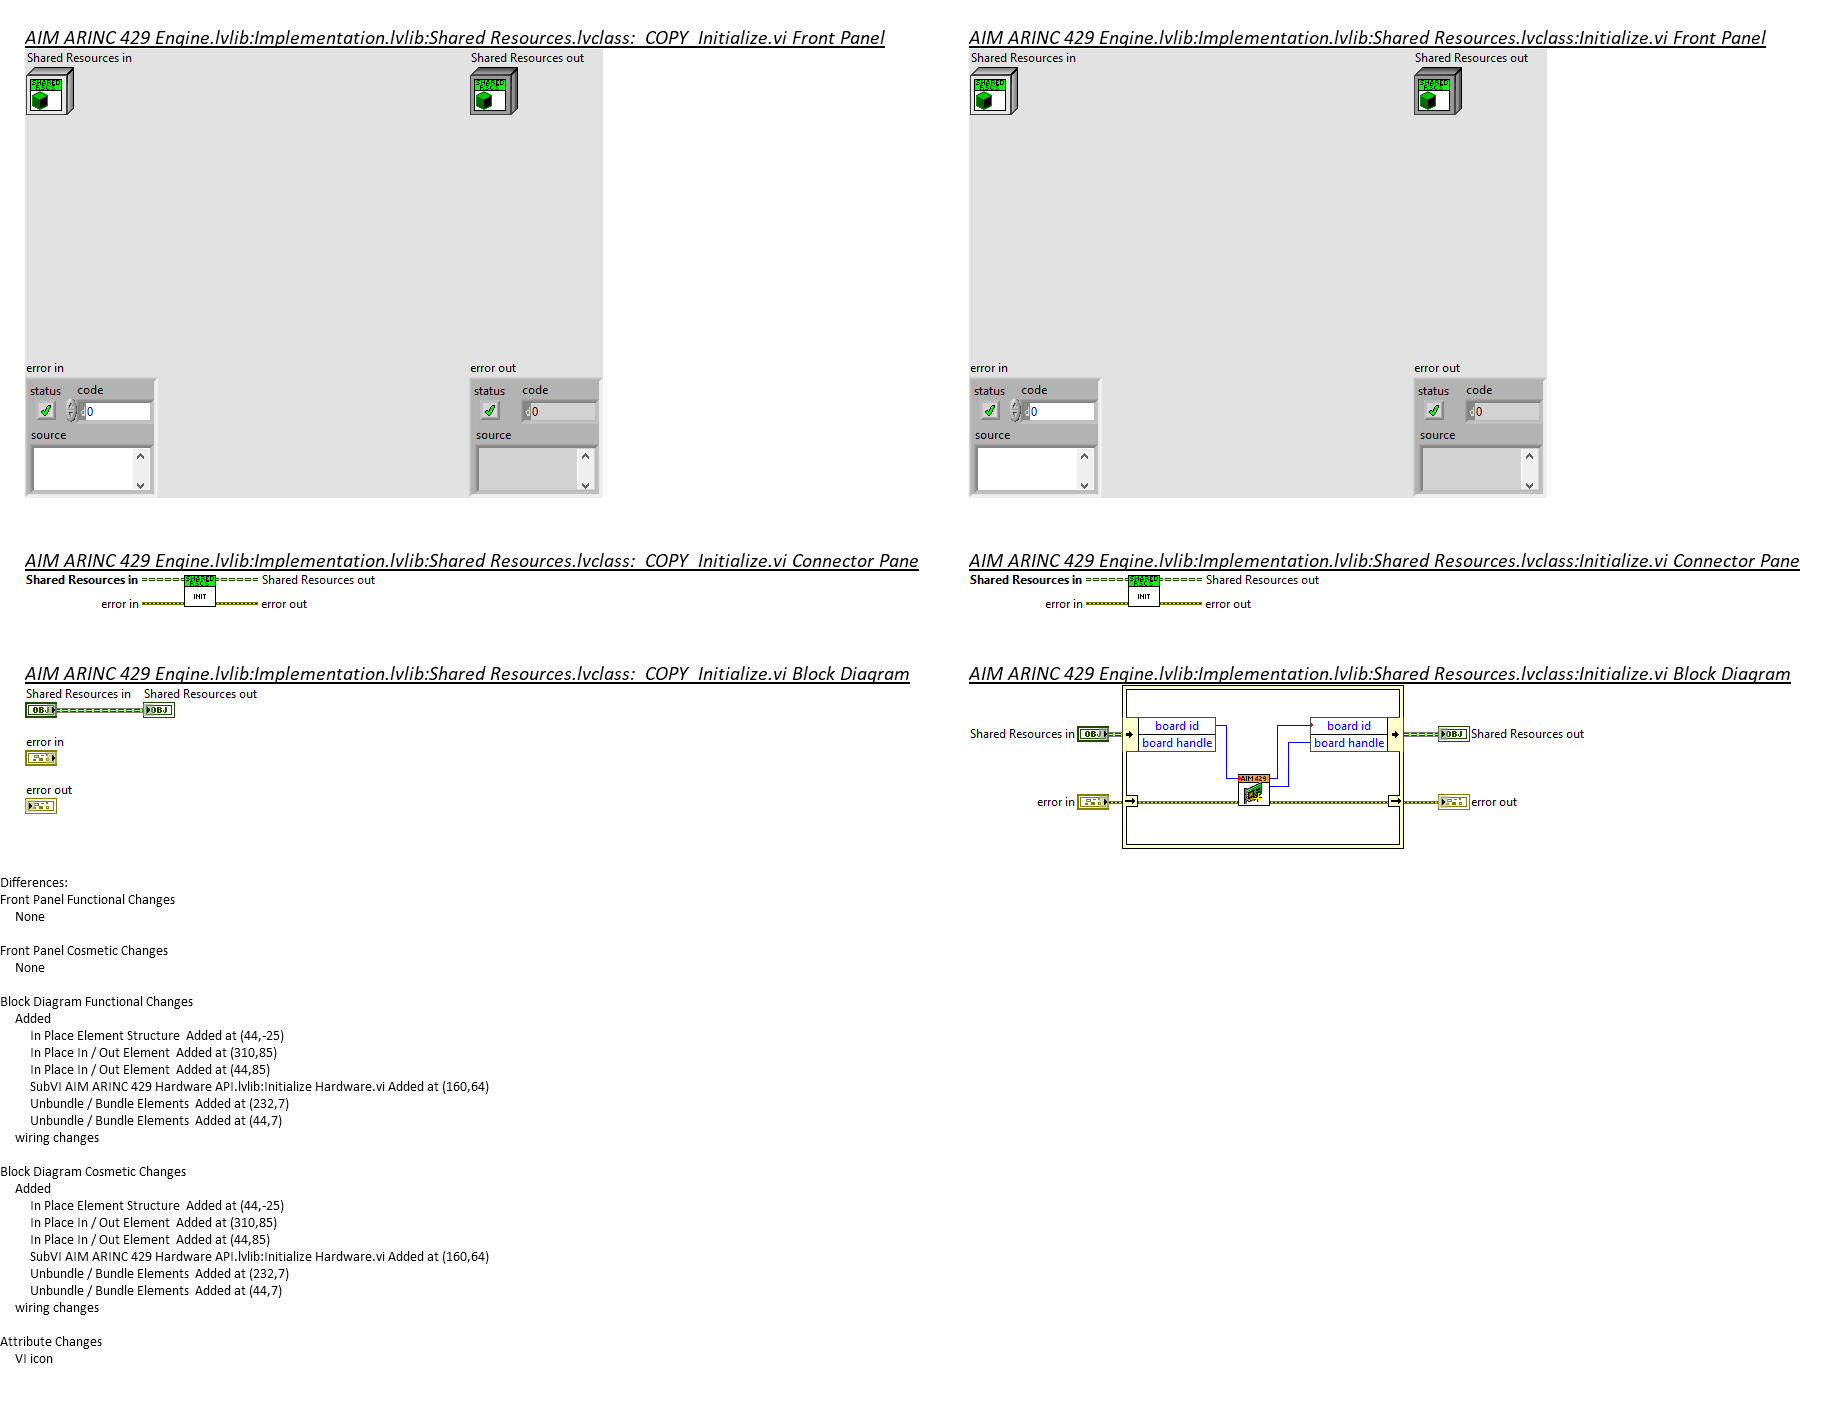 AIM ARINC 429 Engine.lvlib:Implementation.lvlib:Shared Resources.lvclass:  COPY  Initialize.vi Front Panel
Shared Resources in
Shared Resources out
SHARED
RSCS
SHARED
RSCS
error in
status
code
d
0
source
error out
status
code
d
0
source
AIM ARINC 429 Engine.lvlib:Implementation.lvlib:Shared Resources.lvclass:Initialize.vi Front Panel
Shared Resources in
Shared Resources out
SHARED
RSCS
SHARED
RSCS
error in
status
code
d
0
source
error out
status
code
d
0
source
AIM ARINC 429 Engine.lvlib:Implementation.lvlib:Shared Resources.lvclass:  COPY  Initialize.vi Connector Pane
Shared Resources in
SHARED
RSCS
INIT
Shared Resources out
error in
error out
AIM ARINC 429 Engine.lvlib:Implementation.lvlib:Shared Resources.lvclass:Initialize.vi Connector Pane
Shared Resources in
SHARED
RSCS
INIT
Shared Resources out
error in
error out
AIM ARINC 429 Engine.lvlib:Implementation.lvlib:Shared Resources.lvclass:  COPY  Initialize.vi Block Diagram
Shared Resources in
Shared Resources out
OBJ
OBJ
error in
error out
AIM ARINC 429 Engine.lvlib:Implementation.lvlib:Shared Resources.lvclass:Initialize.vi Block Diagram
Shared Resources in
OBJ
board id
board handle
board id
board handle
OBJ
Shared Resources out
AIM 429
error in
error out
Differences:
Front Panel Functional Changes
None
Front Panel Cosmetic Changes
None
Block Diagram Functional Changes
Added
In Place Element Structure  Added at (44,-25)
In Place In / Out Element  Added at (310,85)
In Place In / Out Element  Added at (44,85)
SubVI AIM ARINC 429 Hardware API.lvlib:Initialize Hardware.vi Added at (160,64)
Unbundle / Bundle Elements  Added at (232,7)
Unbundle / Bundle Elements  Added at (44,7)
wiring changes
Block Diagram Cosmetic Changes
Added
In Place Element Structure  Added at (44,-25)
In Place In / Out Element  Added at (310,85)
In Place In / Out Element  Added at (44,85)
SubVI AIM ARINC 429 Hardware API.lvlib:Initialize Hardware.vi Added at (160,64)
Unbundle / Bundle Elements  Added at (232,7)
Unbundle / Bundle Elements  Added at (44,7)
wiring changes
Attribute Changes
VI icon